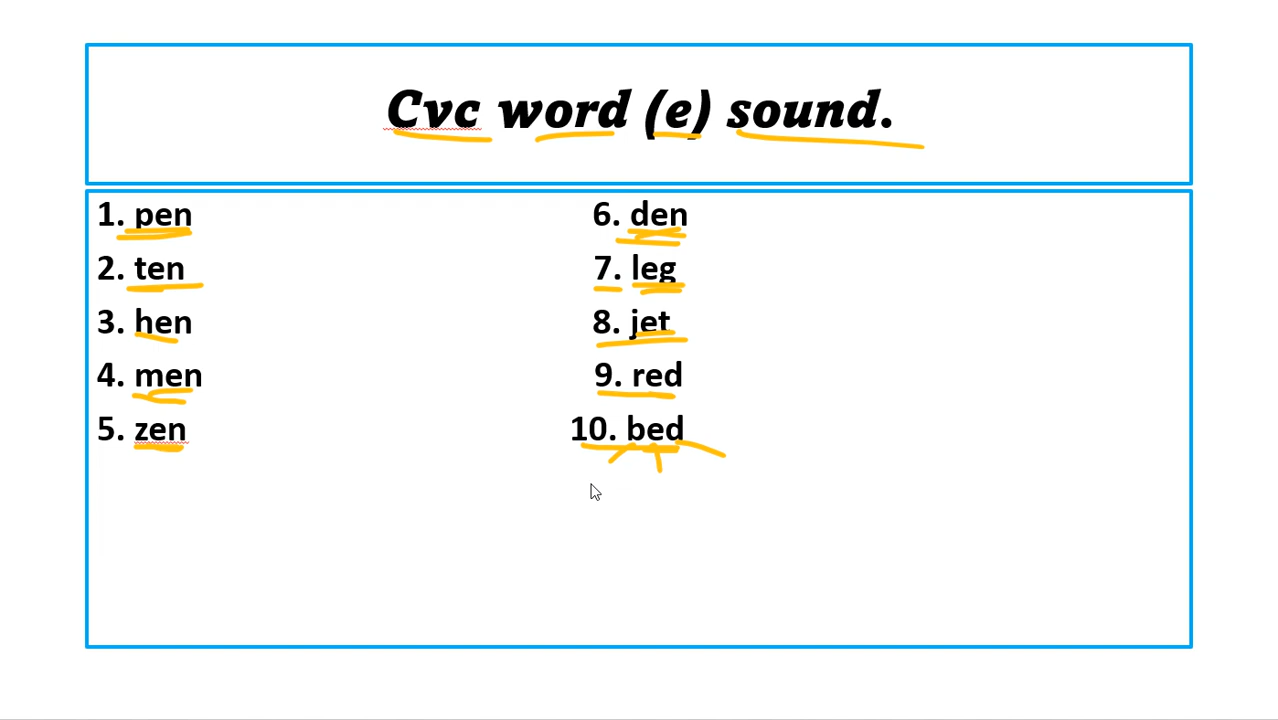 Cvc word (e) sound.
1. pen
2. ten
3. hen
4. men
5. zen
6. den
7. leg
8. jet
9. red
10. bed